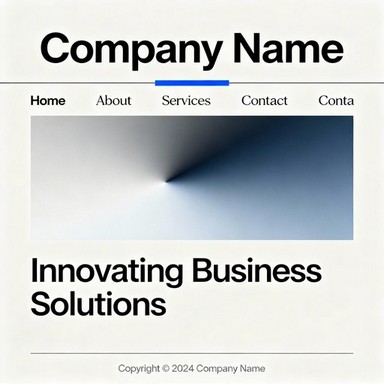 Company Name
Home About Services Contact Conta
Innovating Business
Solutions
Copyright © 2024 Company Name